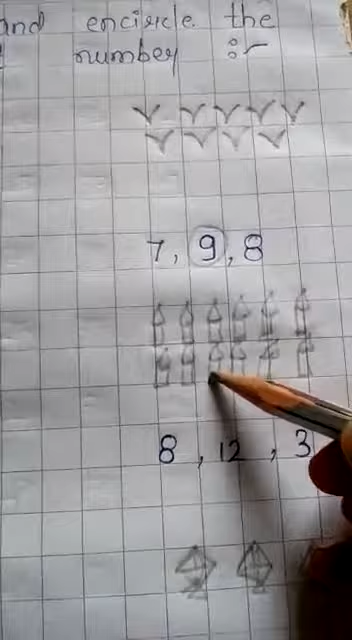 and encircle the
number :-
7, 9, 8
8, 12, 3